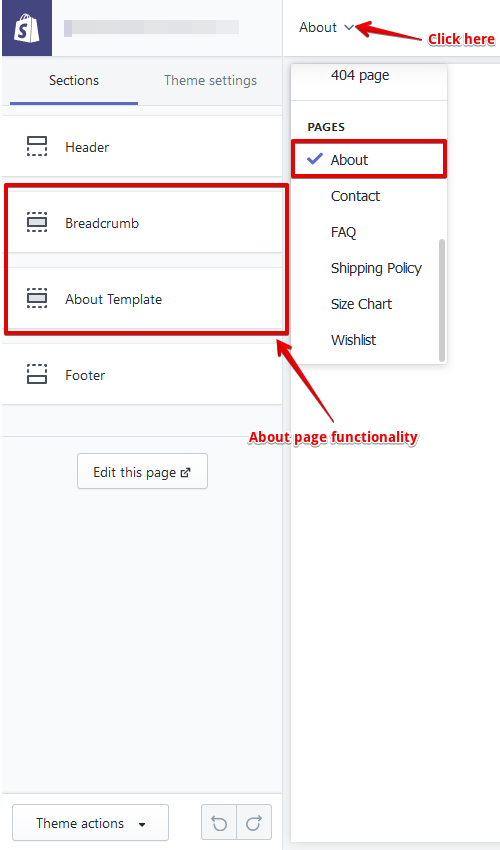 About
Click here
Sections
Theme settings
404 page
PAGES
Header
About
Contact
Breadcrumb
FAQ
Shipping Policy
About Template
Size Chart
Wishlist
Footer
About page functionality
Edit this page
Theme actions